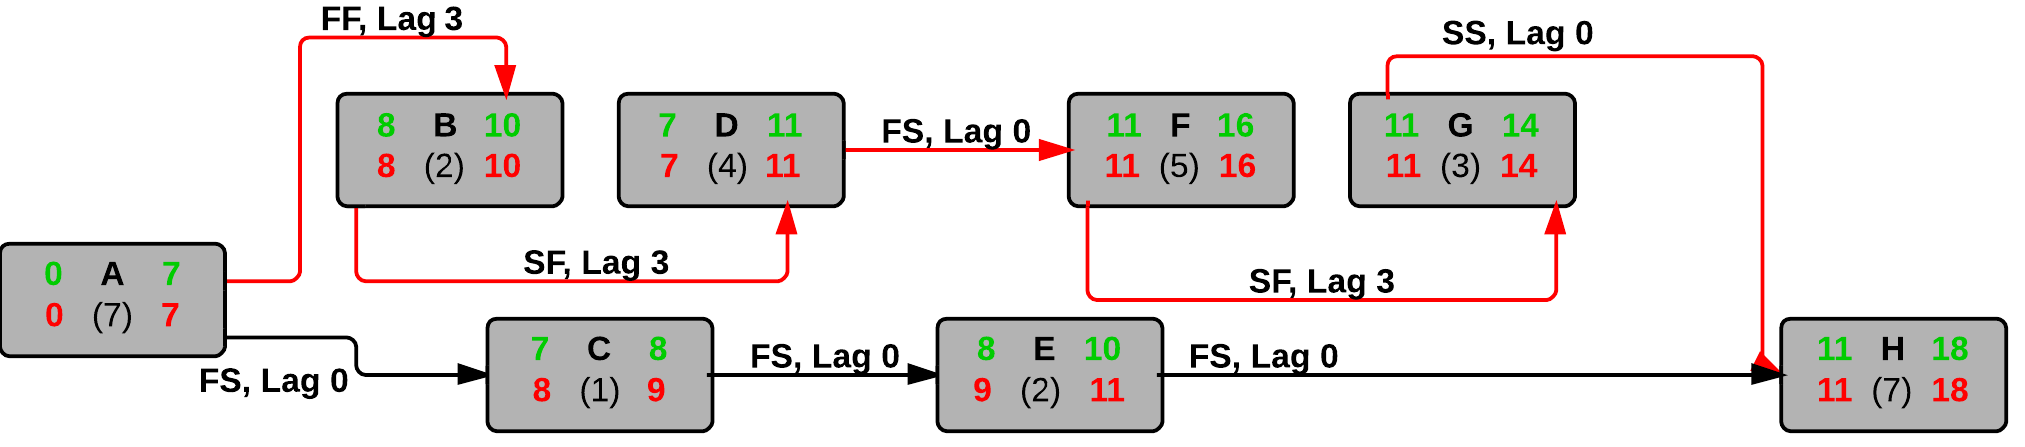 FF, Lag 3
SS, Lag 0
8 B 10
8 (2) 10
7 D 11
7 (4) 11
FS, Lag 0
11 F 16
11 (5) 16
11 G 14
11 (3) 14
SF, Lag 3
SF, Lag 3
0 A 7
0 (7) 7
FS, Lag 0
7 C 8
8 (1) 9
FS, Lag 0
8 E 10
9 (2) 11
FS, Lag 0
11 H 18
11 (7) 18